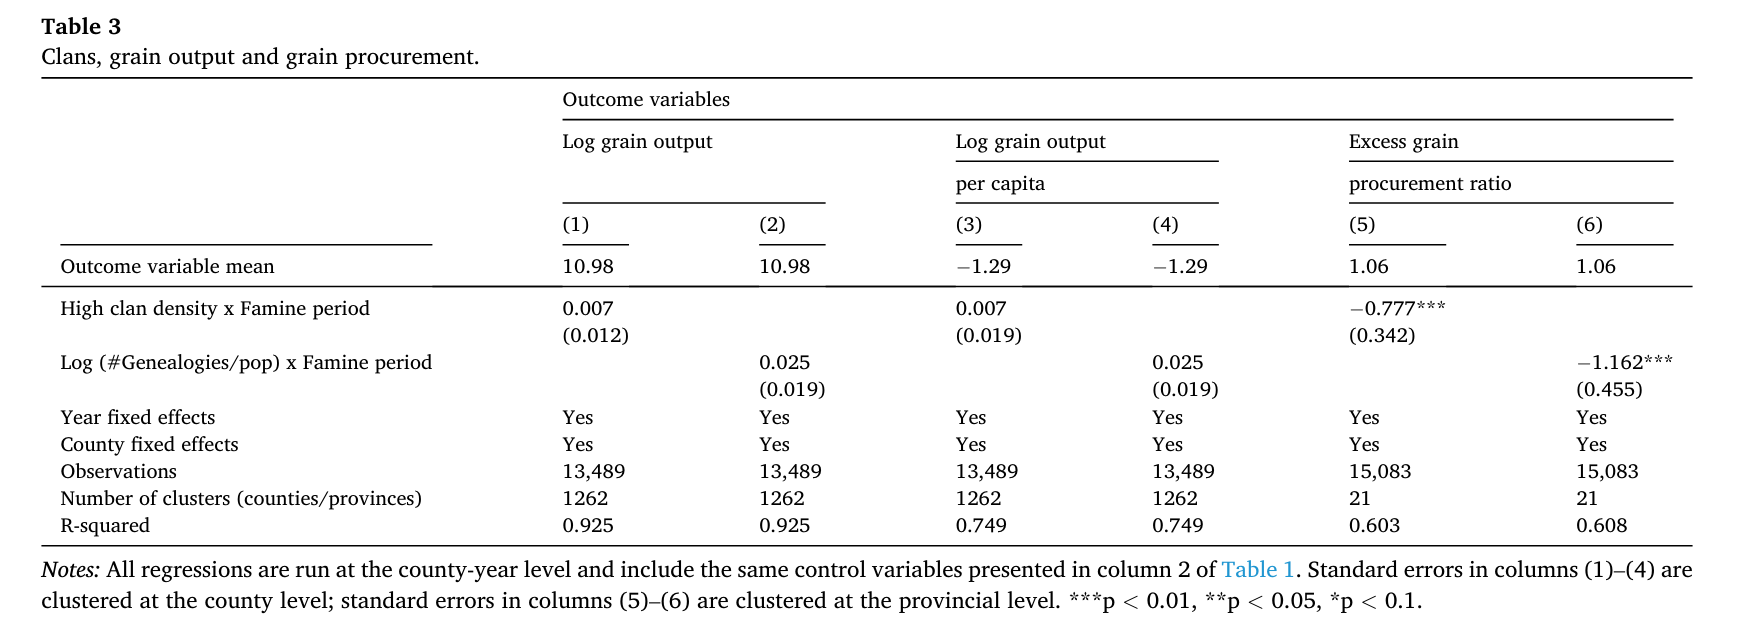 Table 3
Clans, grain output and grain procurement.
Outcome variables
Log grain output Log grain output Excess grain
per capita procurement ratio
(1) (2) (3) (4) (5) (6)
Outcome variable mean 10.98 10.98 −1.29 −1.29 1.06 1.06
High clan density x Famine period 0.007 0.007 −0.777***
(0.012) (0.019) (0.342)
Log (#Genealogies/pop) x Famine period 0.025 0.025 −1.162***
(0.019) (0.019) (0.455)
Year fixed effects Yes Yes Yes Yes Yes Yes
County fixed effects Yes Yes Yes Yes Yes Yes
Observations 13,489 13,489 13,489 13,489 15,083 15,083
Number of clusters (counties/provinces) 1262 1262 1262 1262 21 21
R-squared 0.925 0.925 0.749 0.749 0.603 0.608
Notes: All regressions are run at the county-year level and include the same control variables presented in column 2 of Table 1. Standard errors in columns (1)–(4) are
clustered at the county level; standard errors in columns (5)–(6) are clustered at the provincial level. ***p < 0.01, **p < 0.05, *p < 0.1.